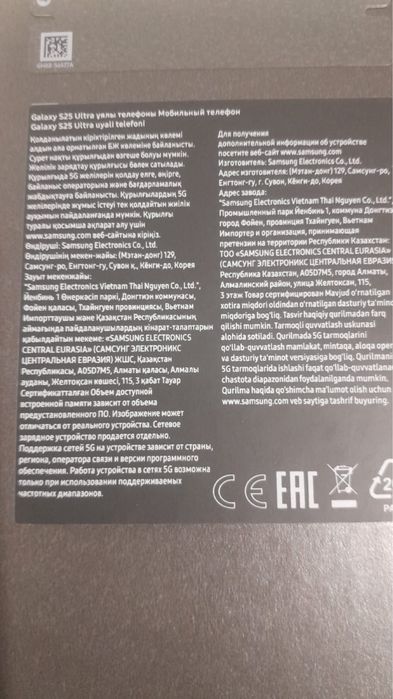 GH68-56477A
Galaxy S25 Ultra уялы телефоны Мобильный телефон
Galaxy S25 Ultra uyali telefoni
Қолданылатын кіріктірілген жадының көлемі
алдын ала орнатылған БЖ көлеміне байланысты.
Сурет нақты құрылғыдан өзгеше болуы мүмкін.
Желілік зарядтау құрылғысы бөлек сатылады.
Құрылғыда 5G желілерін қолдау елге, өңірге,
байланыс операторына және бағдарламалық
жабдықтауға байланысты. Құрылғылардың 5G
желілерінде жұмыс істеуі тек қолдайтын жиілік
ауқымын пайдаланғанда мүмкін. Құрылғы
туралы қосымша ақпарат алу үшін
www.samsung.com веб-сайтына кіріңіз.
Өндіруші: Samsung Electronics Co., Ltd.
Өндірушінің мекен-жайы: (Мэтан-донг) 129,
Самсунг-ро, Енгтонг-гу, Сувон қ., Кёнги-до, Корея
Зауыт мекенжайы:
"Samsung Electronics Vietnam Thai Nguyen Co., Ltd.",
Йенбинь 1 Өнеркәсіп паркі, Донгтиен коммунасы,
Фойен қаласы, Тхайнгуен провинциясы, Вьетнам
Импорттаушы және Қазақстан Республикасының
аймағында пайдаланушылардың кінарат-талаптарын
қабылдайтын мекеме: «SAMSUNG ELECTRONICS
CENTRAL EURASIA» (САМСУНГ ЭЛЕКТРОНИКС
ЦЕНТРАЛЬНАЯ ЕВРАЗИЯ) ЖШС, Қазақстан
Республикасы, A05D7M5, Алматы қаласы, Алмалы
ауданы, Желтоқсан көшесі, 115, 3 қабат Тауар
Сертификатталған Объем доступной
встроенной памяти зависит от объема
предустановленного ПО. Изображение может
отличаться от реального устройства. Сетевое
зарядное устройство продается отдельно.
Поддержка сетей 5G на устройстве зависит от страны,
региона, оператора связи и версии программного
обеспечения. Работа устройства в сетях 5G возможна
только при использовании поддерживаемых
частотных диапазонов.
Для получения
дополнительной информации об устройстве
посетите веб-сайт www.samsung.com
Изготовитель: Samsung Electronics Co., Ltd.
Адрес изготовителя: (Мэтан-донг) 129, Самсунг-ро,
Енгтонг-гу, г. Сувон, Кёнги-до, Корея
Адрес завода:
"Samsung Electronics Vietnam Thai Nguyen Co., Ltd.",
Промышленный парк Йенбинь 1, коммуна Донгтиен
город Фойен, провинция Тхайнгуен, Вьетнам
Импортер и организация, принимающая
претензии на территории Республики Казахстан:
ТОО «SAMSUNG ELECTRONICS CENTRAL EURASIA»
(САМСУНГ ЭЛЕКТРОНИКС ЦЕНТРАЛЬНАЯ ЕВРАЗИЯ
Республика Казахстан, A05D7M5, город Алматы,
Алмалинский район, улица Желтоксан, 115,
3 этаж Товар сертифицирован Mavjud o'rnatilgan
xotira miqdori oldindan o'rnatilgan dasturiy ta'minot
miqdoriga bog'liq. Tasvir haqiqiy qurilmadan farq
qilishi mumkin. Tarmoqli quvvatlash uskunasi
alohida sotiladi. Qurilmada 5G tarmoqlarini
qo'llab-quvvatlash mamlakat, mintaqa, aloqa oper
va dasturiy ta'minot versiyasiga bog'liq. Qurilmani
5G tarmoqlarida ishlashi faqat qo'llab-quvvatlana
chastota diapazonidan foydalanilganda mumkin.
Qurilma haqida qo'shimcha ma'lumot olish uchun
www.samsung.com veb saytiga tashrif buyuring.
CE EAC